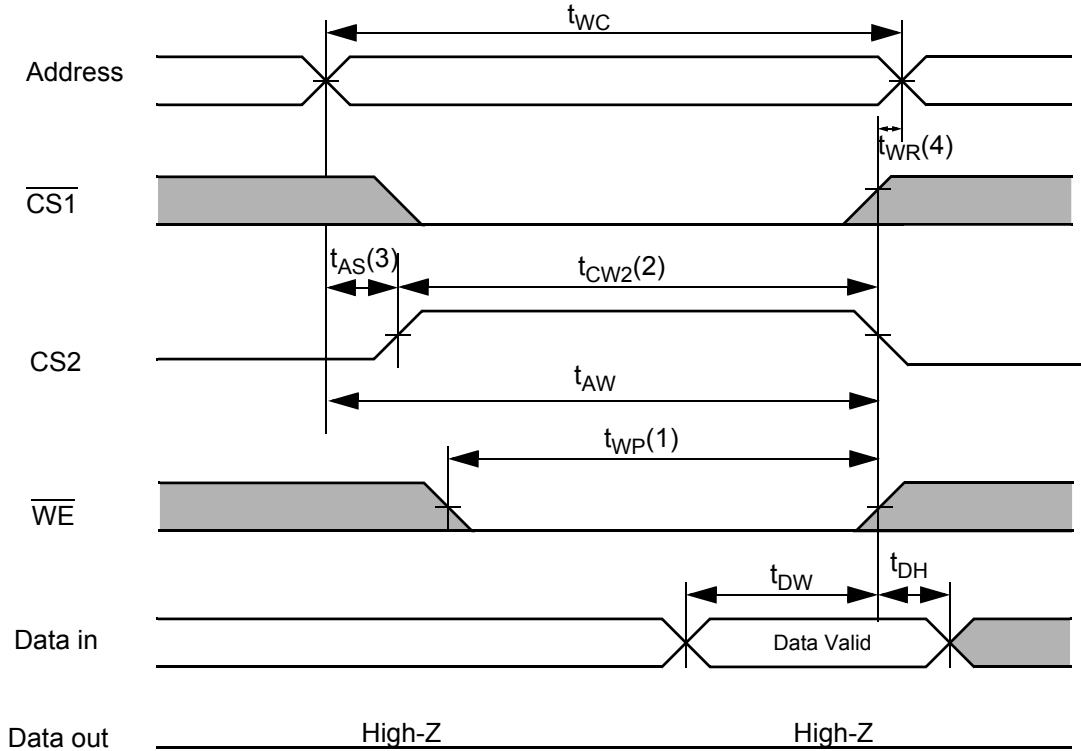 tWC
Address
tWR(4)
CS1
tAS(3) tCW2(2)
CS2
tAW
tWP(1)
WE
tDW tDH
Data in Data Valid
Data out High-Z High-Z